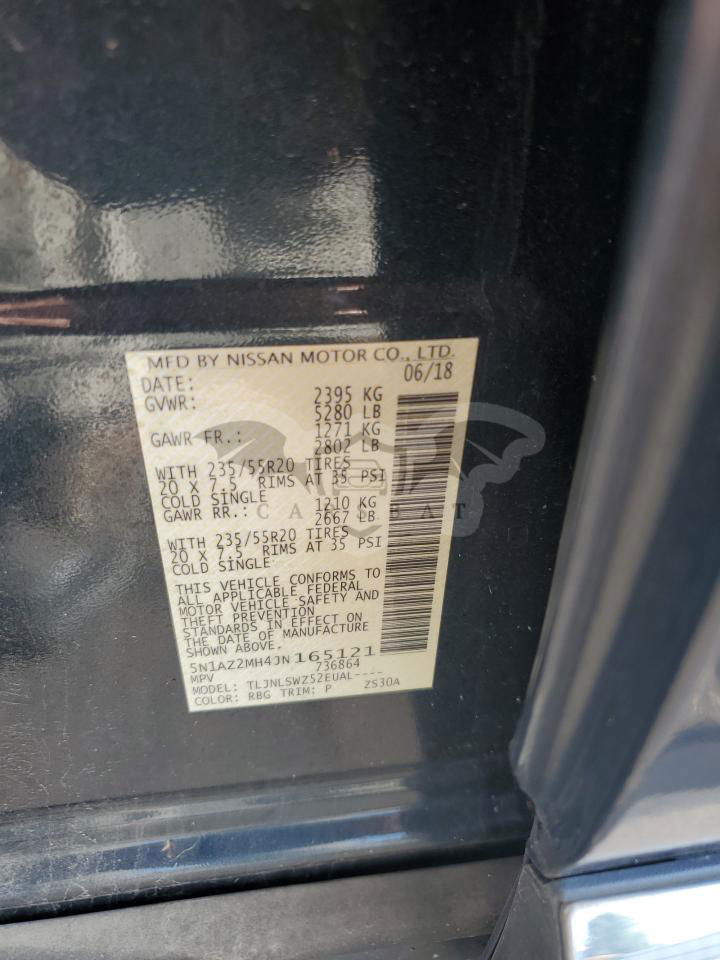 MFD BY NISSAN MOTOR CO., LTD.
DATE: 06/18
GVWR: 2395 KG
5280 LB
GAWR FR.: 1271 KG
2802 LB
WITH 235/55R20 TIRES
20 X 7.5 RIMS AT 35 PSI
COLD SINGLE
GAWR RR.: 1210 KG
2667 LB
WITH 235/55R20 TIRES
20 X 7.5 RIMS AT 35 PSI
COLD SINGLE
THIS VEHICLE CONFORMS TO
ALL APPLICABLE FEDERAL
MOTOR VEHICLE SAFETY AND
THEFT PREVENTION
STANDARDS IN EFFECT ON
THE DATE OF MANUFACTURE
SHOWN ABOVE.
5N1AZ2MH4JN165121
MPV 736864
MODEL: TLJNLSWZ52EUAL----
COLOR: RBG TRIM: P ZS30A